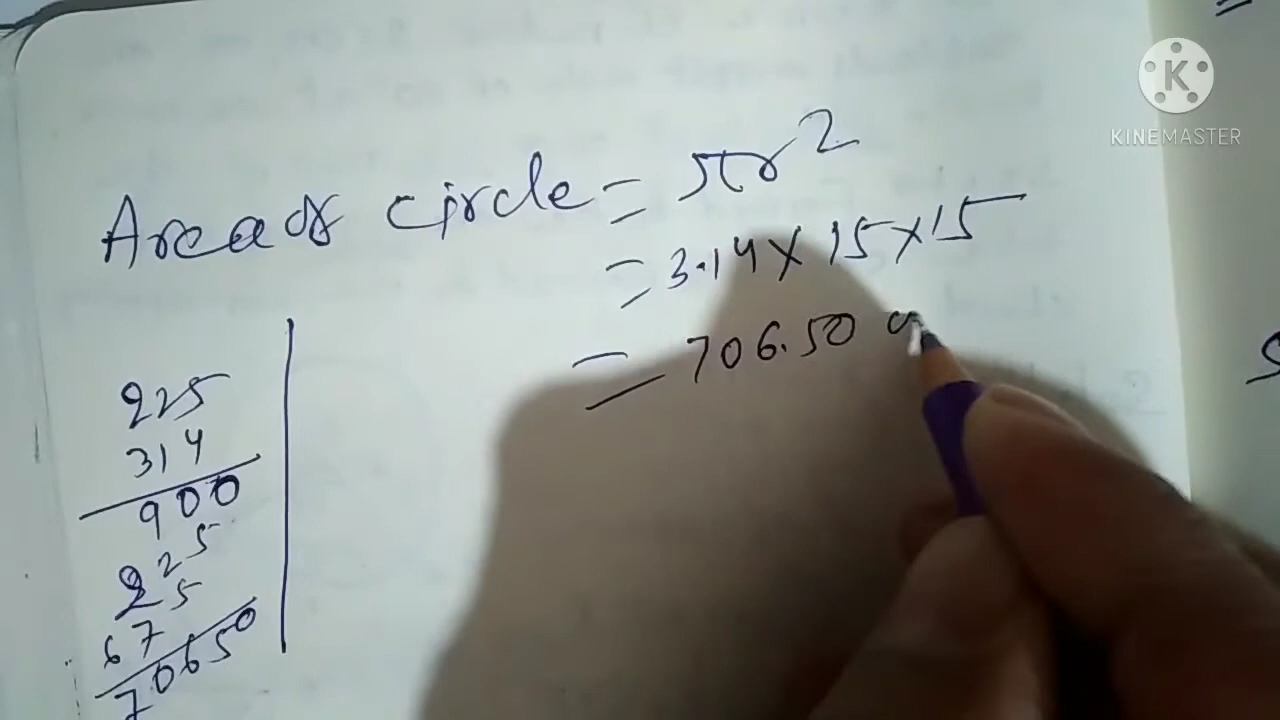 KINEMASTER
Area of circle = πr²
= 3.14 × 15 × 15
= 706.50
225
314
900
225
675
70650